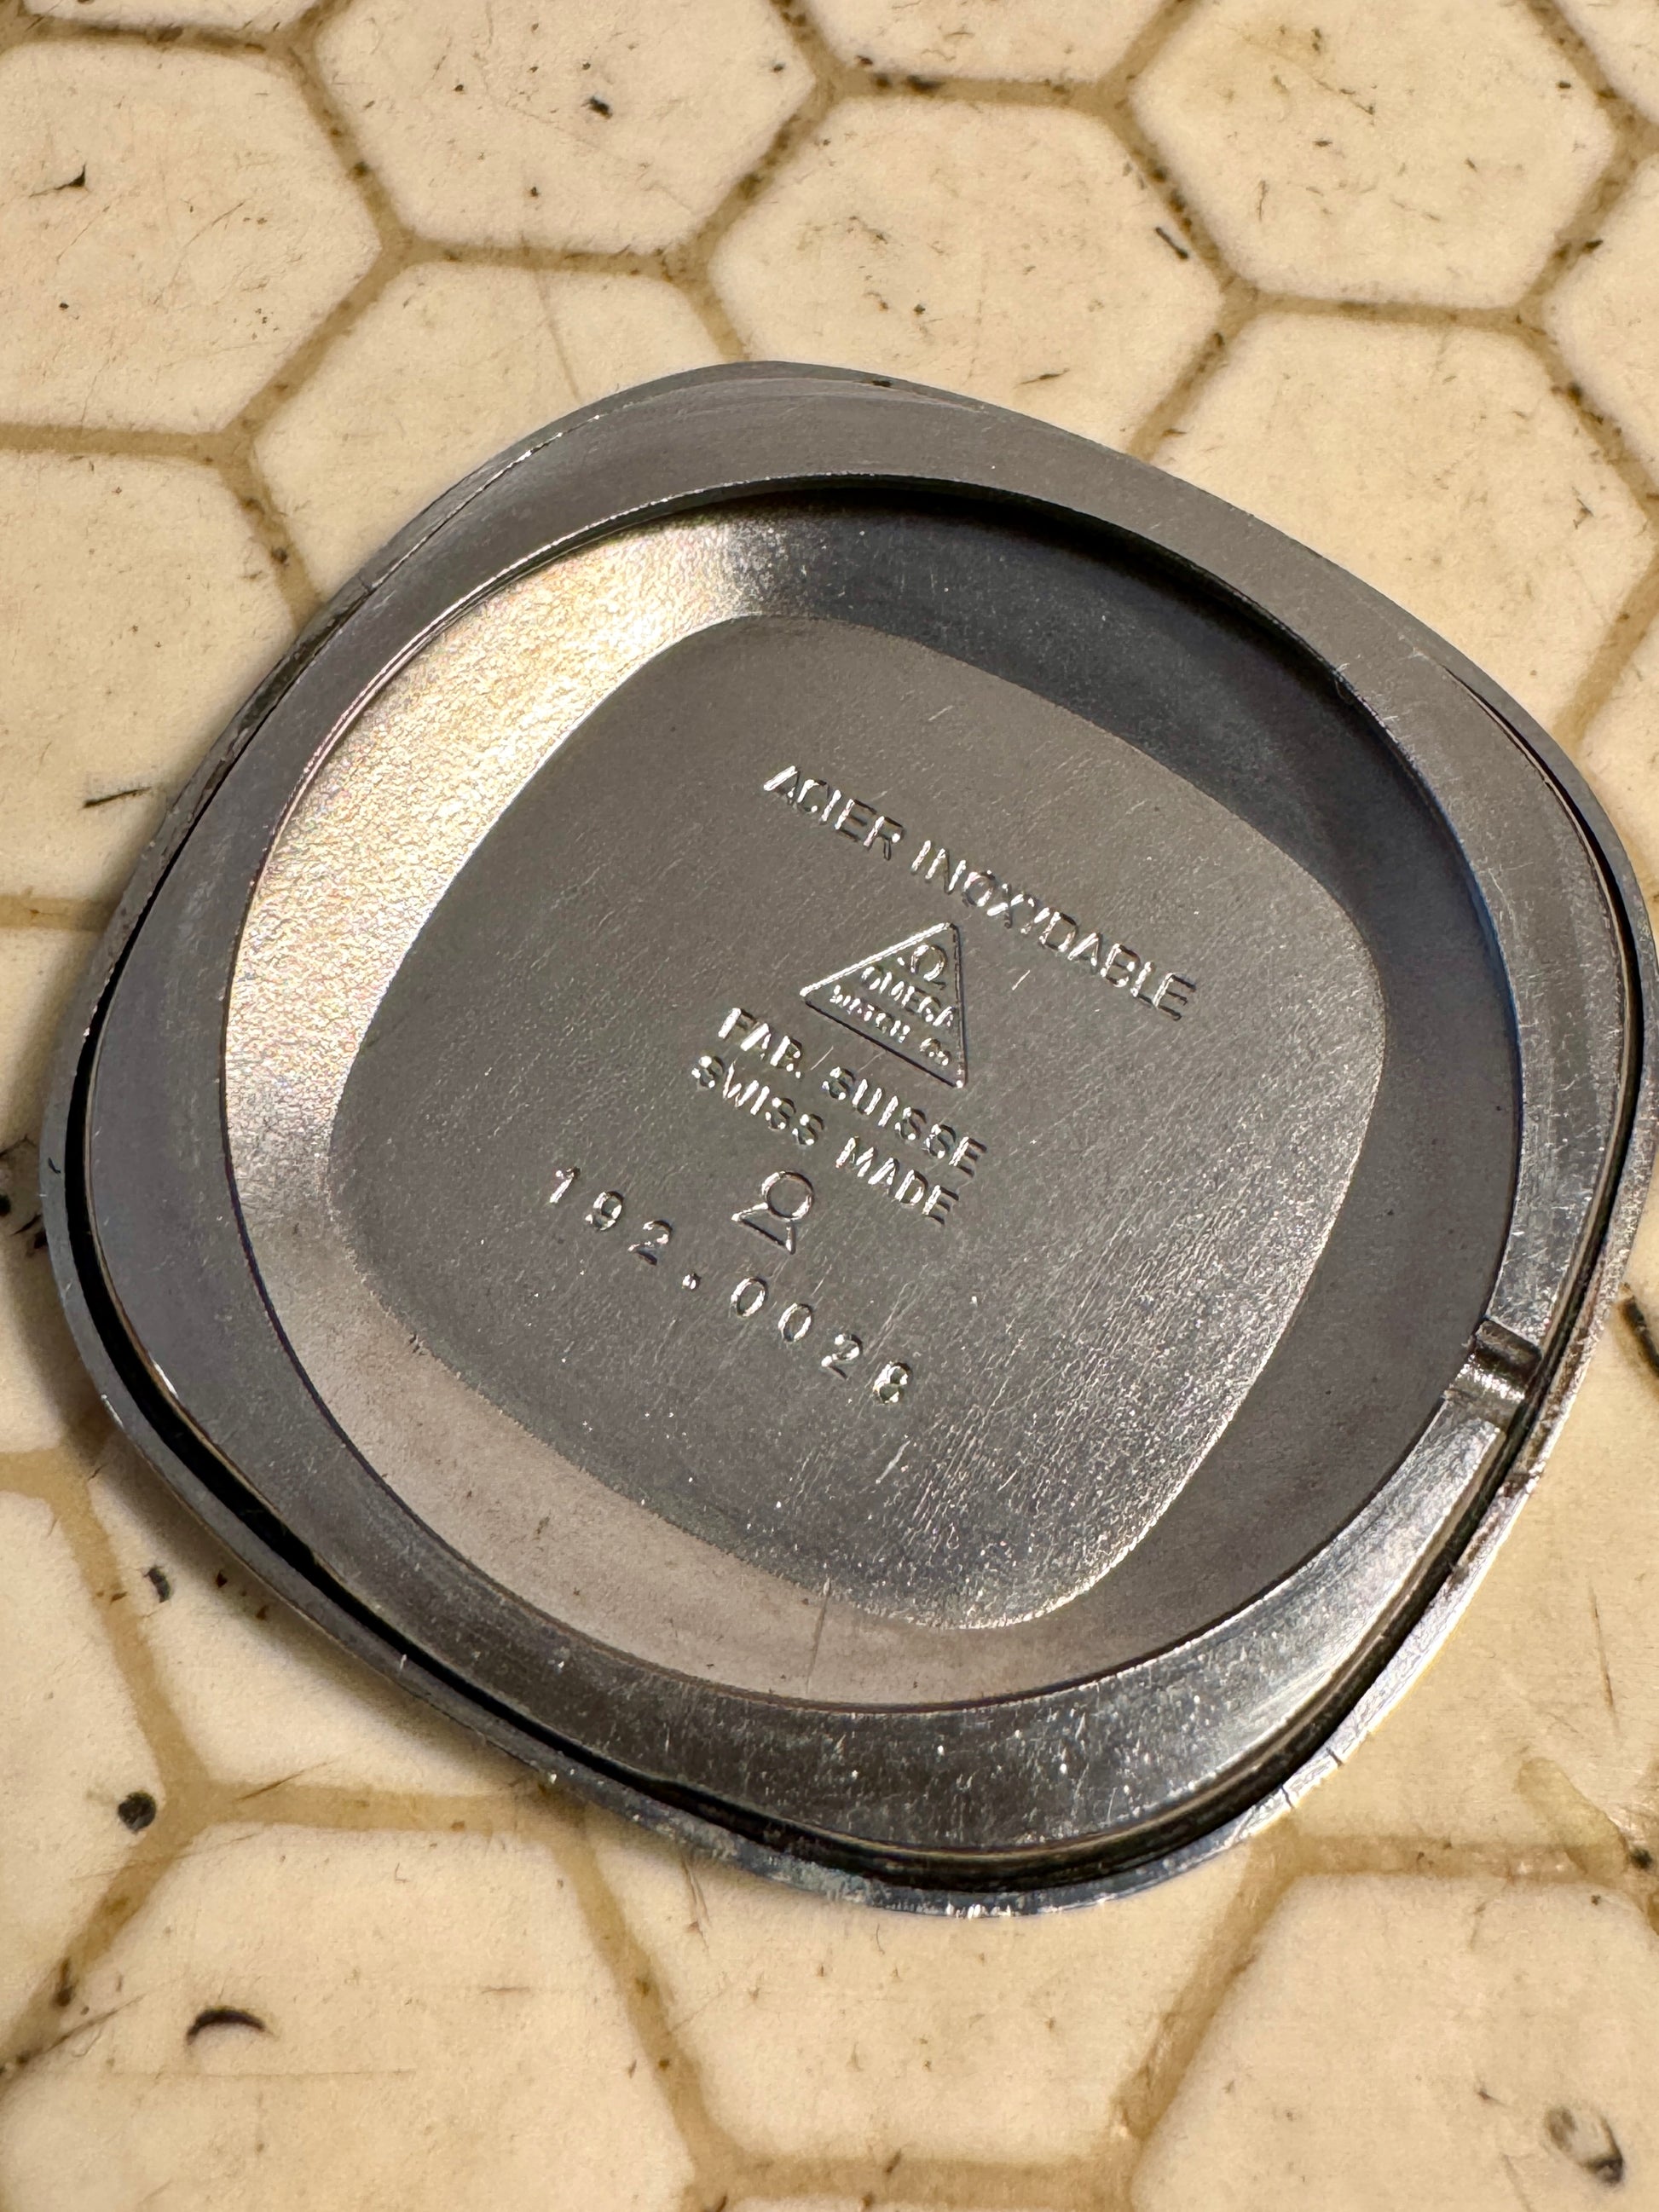 ACIER INOXYDABLE
Ω
OMEGA
WATCH Co
FAB. SUISSE
SWISS MADE
192.0028